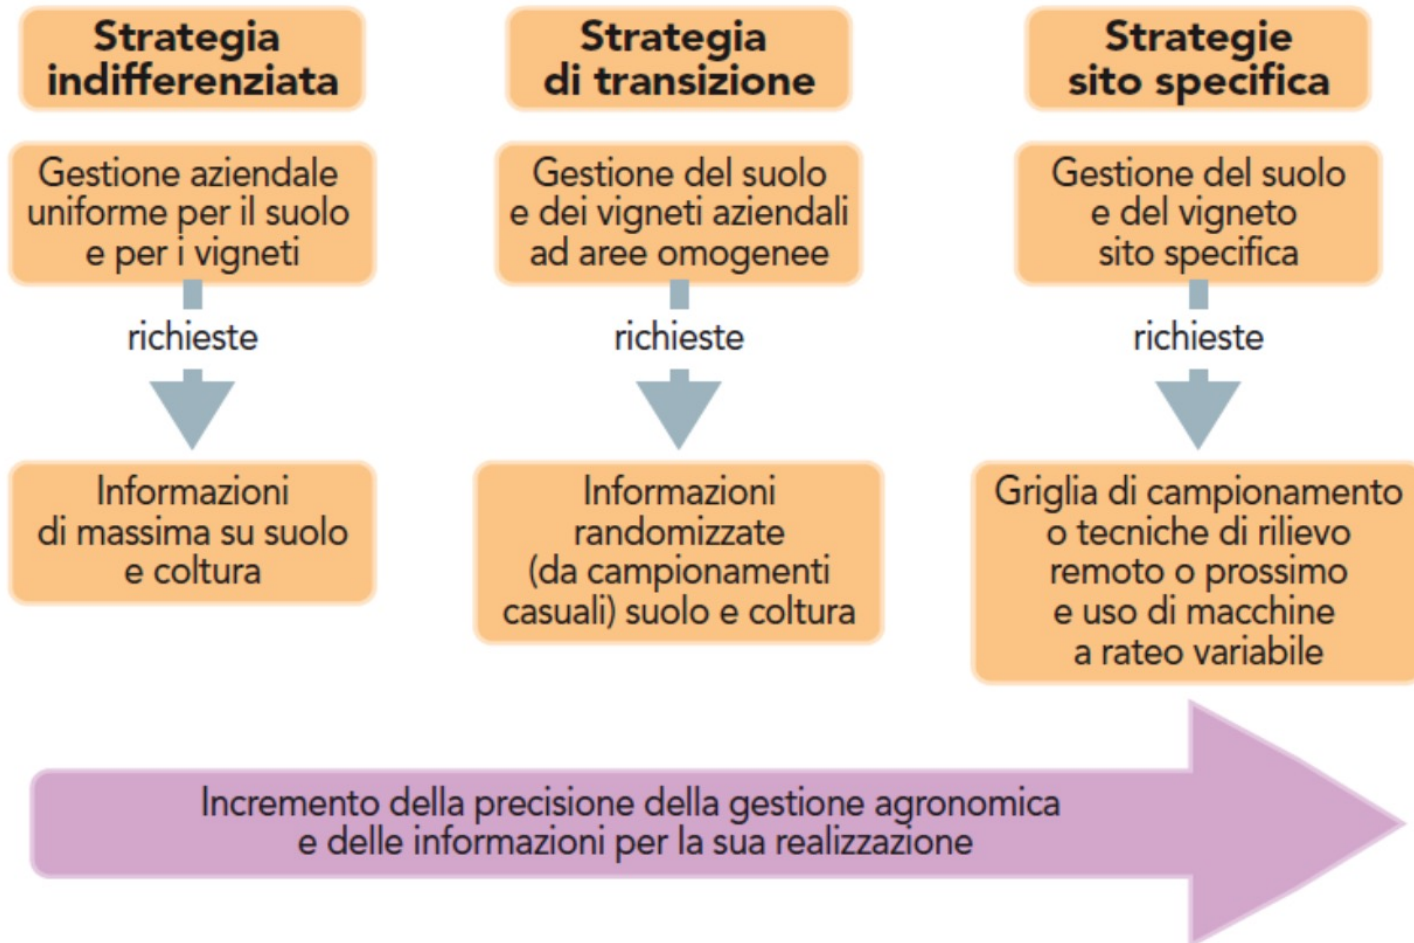 Strategia
indifferenziata
Gestione aziendale
uniforme per il suolo
e per i vigneti
richieste
Informazioni
di massima su suolo
e coltura
Strategia
di transizione
Gestione del suolo
e dei vigneti aziendali
ad aree omogenee
richieste
Informazioni
randomizzate
(da campionamenti
casuali) suolo e coltura
Strategie
sito specifica
Gestione del suolo
e del vigneto
sito specifica
richieste
Griglia di campionamento
o tecniche di rilievo
remoto o prossimo
e uso di macchine
a rateo variabile
Incremento della precisione della gestione agronomica
e delle informazioni per la sua realizzazione